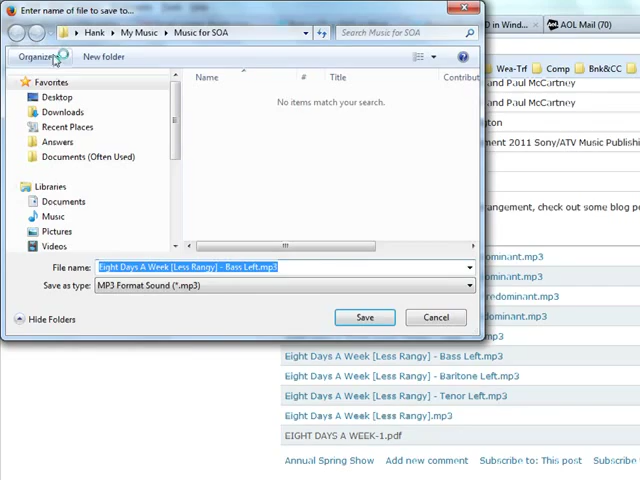 Enter name of file to save to...
Hank ▸ My Music ▸ Music for SOA
Search Music for SOA
D in Wind...
AOL Mail (70)
Organize
New folder
Wea-Trf
Comp
Bnk&CC
Name
Title
Contribut
No items match your search.
Favorites
Desktop
Downloads
Recent Places
Answers
Documents (Often Used)
Libraries
Documents
Music
Pictures
Videos
File name: Eight Days A Week [Less Rangy] - Bass Left.mp3
Save as type: MP3 Format Sound (*.mp3)
Hide Folders
Save
Cancel
and Paul McCartney
and Paul McCartney
ngton
ment 2011 Sony/ATV Music Publishi
rangement, check out some blog po
ominant.mp3
inant.mp3
redominant.mp3
dominant.mp3
Eight Days A Week [Less Rangy] - Bass Left.mp3
Eight Days A Week [Less Rangy] - Baritone Left.mp3
Eight Days A Week [Less Rangy] - Tenor Left.mp3
Eight Days A Week [Less Rangy].mp3
EIGHT DAYS A WEEK-1.pdf
Annual Spring Show
Add new comment
Subscribe to: This post
Subscribe